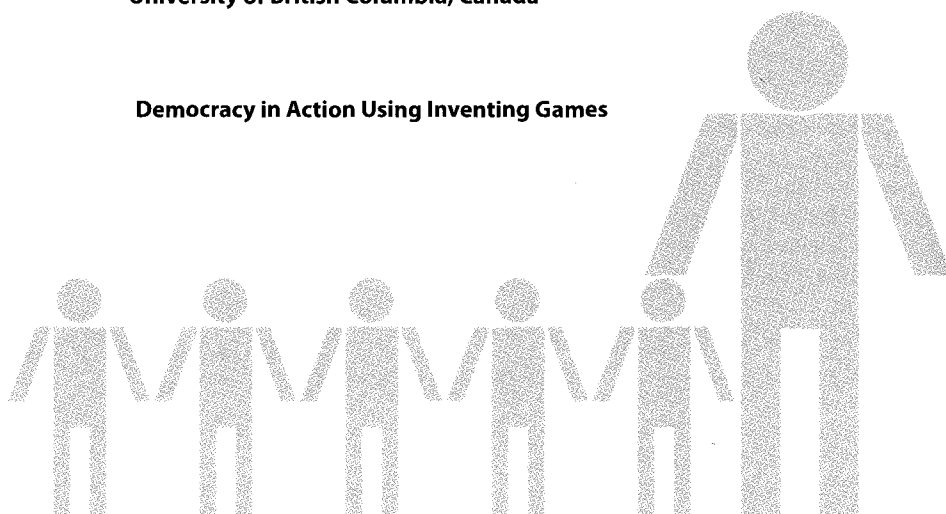 University of British Columbia, Canada
Democracy in Action Using Inventing Games